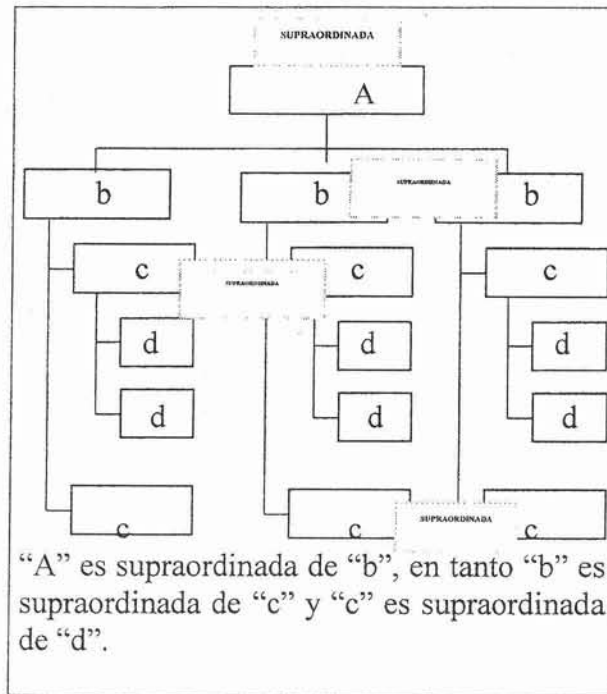 SUPRAORDINADA
A
b
b
SUPRAORDINADA
b
c
SUPRAORDINADA
c
c
d
d
d
d
d
d
c
c
SUPRAORDINADA
c
“A” es supraordinada de “b”, en tanto “b” es
supraordinada de “c” y “c” es supraordinada
de “d”.